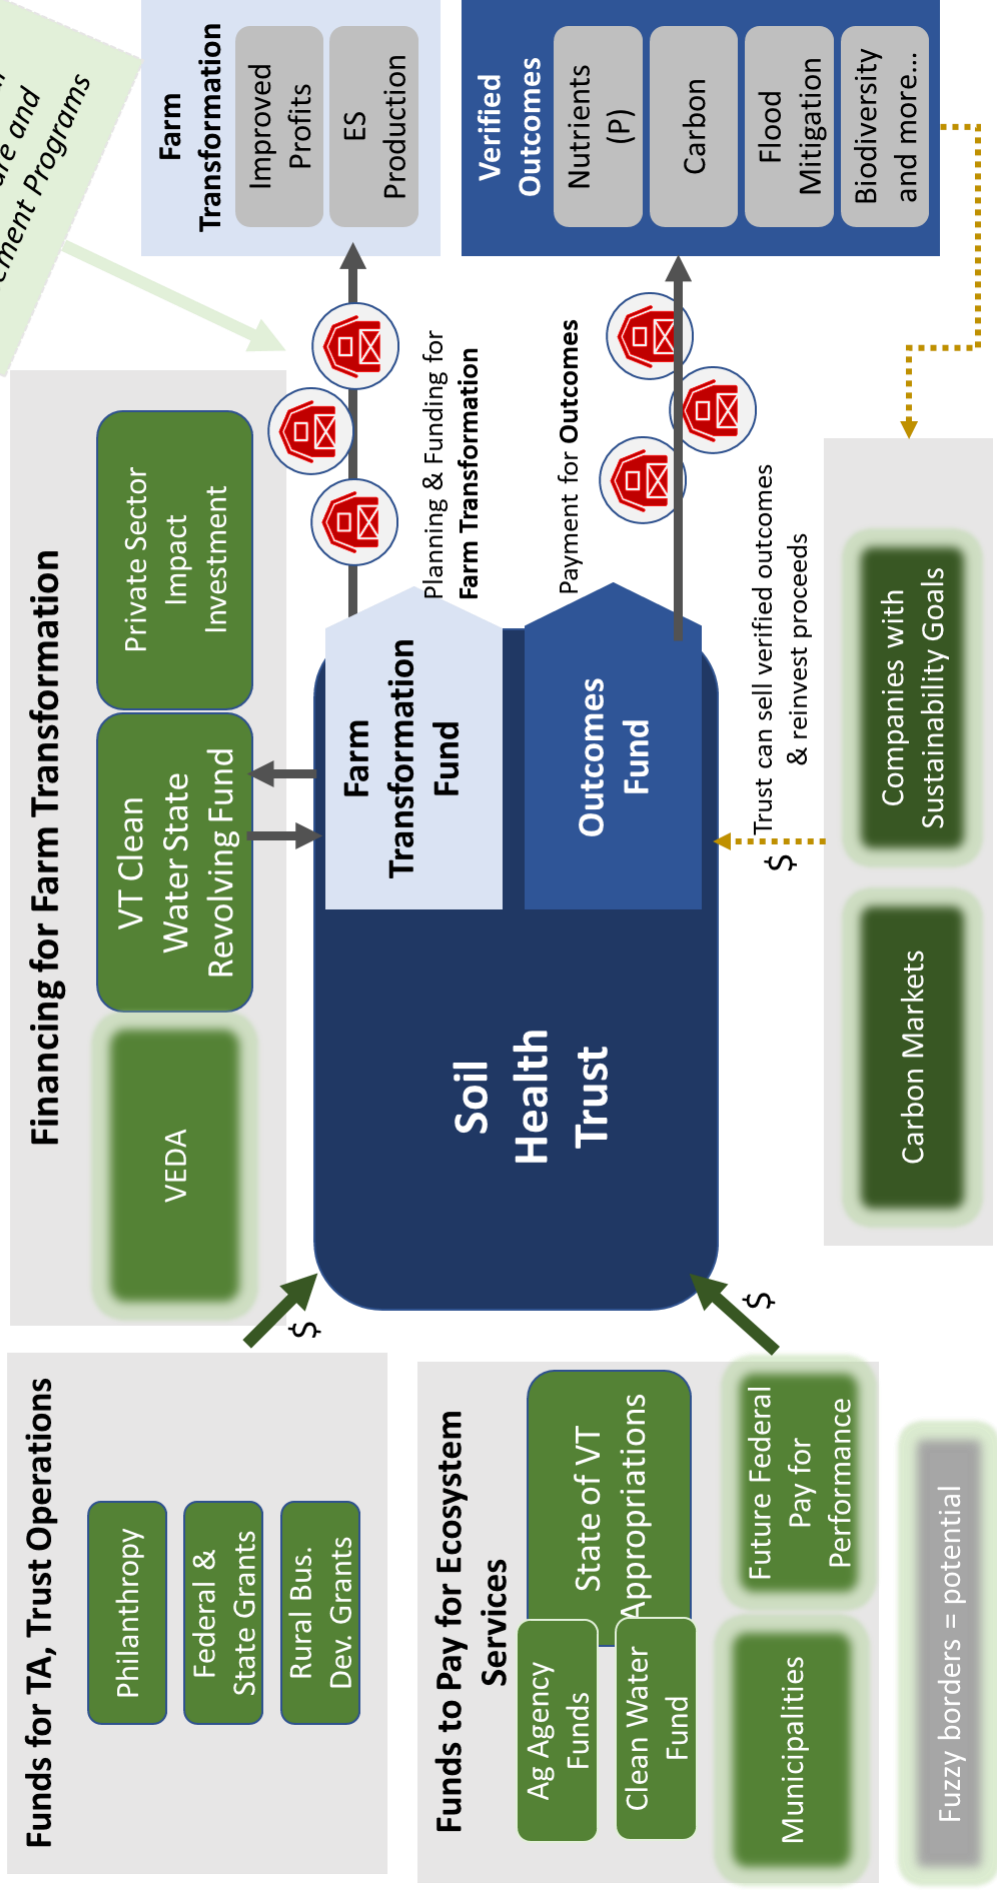 Funds for TA, Trust Operations
Philanthropy
Federal &
State Grants
Rural Bus.
Dev. Grants
Funds to Pay for Ecosystem
Services
Ag Agency
Funds
Clean Water
Fund
State of VT
Appropriations
Municipalities
Future Federal
Pay for
Performance
Fuzzy borders = potential
$
$
Financing for Farm Transformation
VEDA
VT Clean
Water State
Revolving Fund
Private Sector
Impact
Investment
Soil
Health
Trust
Farm
Transformation
Fund
Outcomes
Fund
Planning & Funding for
Farm Transformation
Payment for Outcomes
$
Trust can sell verified outcomes
& reinvest proceeds
Carbon Markets
Companies with
Sustainability Goals
and
Programs
Farm
Transformation
Improved
Profits
ES
Production
Verified
Outcomes
Nutrients
(P)
Carbon
Flood
Mitigation
Biodiversity
and more...